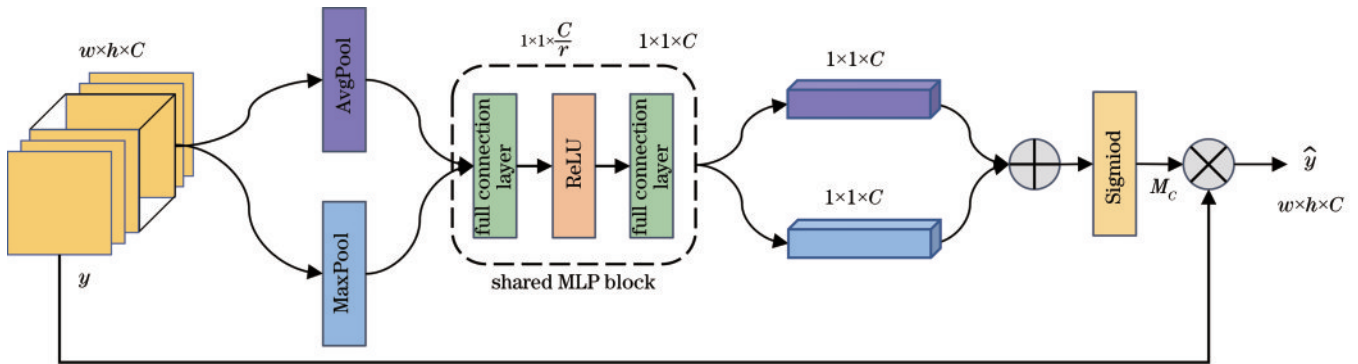 w×h×C
y
AvgPool
MaxPool
1×1×C/r
1×1×C
full connection
layer
ReLU
full connection
layer
shared MLP block
1×1×C
1×1×C
Sigmiod
M_C
ŷ
w×h×C